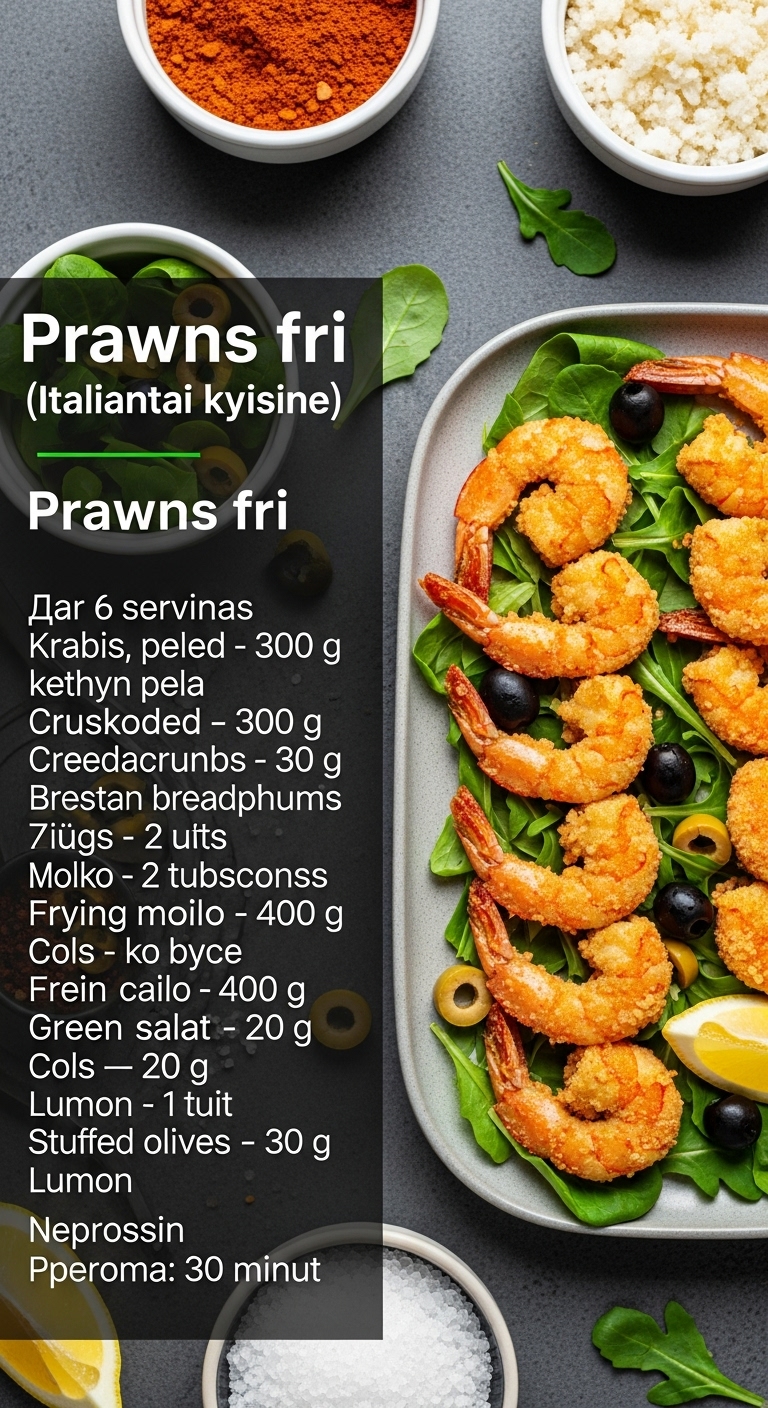 Prawns fri
(Italiantai kyisine)
Prawns fri
Дar 6 servinas
Krabis, peled - 300 g
kethyn pela
Cruskoded – 300 g
Creedacrunbs - 30 g
Brestan breadphums
7iügs - 2 ults
Molko - 2 tubsconss
Frying moilo - 400 g
Cols - ko byce
Frein cailo - 400 g
Green salat - 20 g
Cols — 20 g
Lumon - 1 tuit
Stuffed olives - 30 g
Lumon
Neprossin
Pperoma: 30 minut